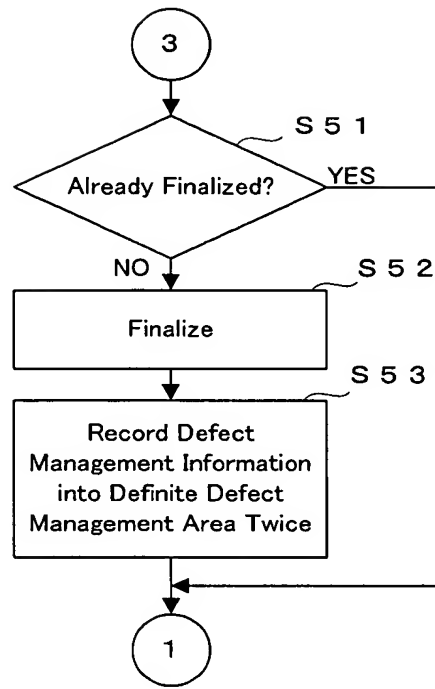 3
S 5 1
Already Finalized?
YES
NO
S 5 2
Finalize
S 5 3
Record Defect
Management Information
into Definite Defect
Management Area Twice
1